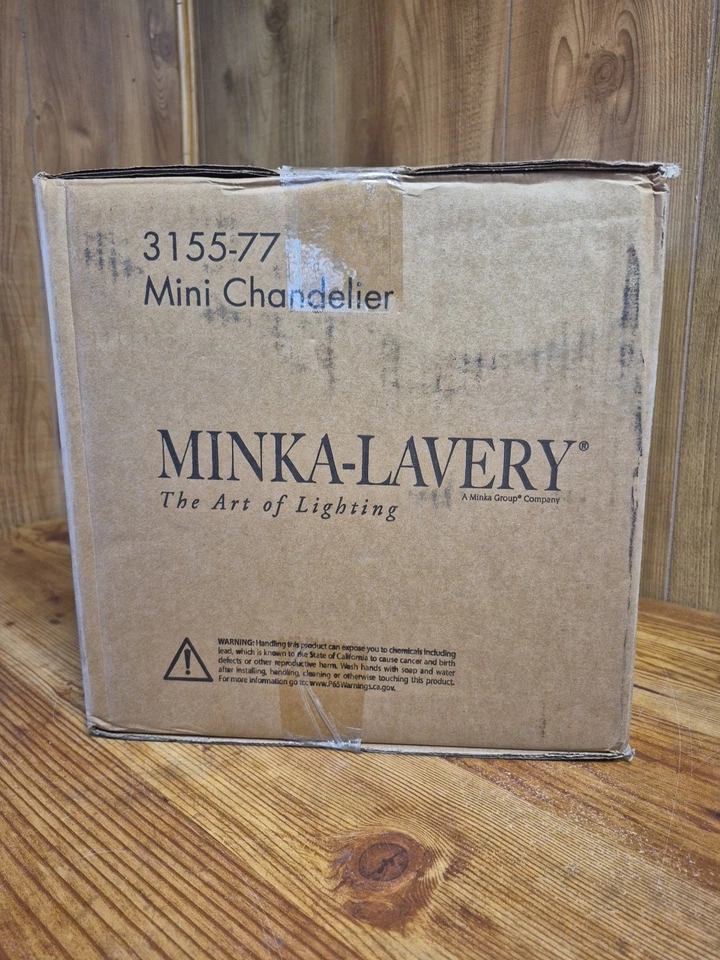 3155-77
Mini Chandelier
MINKA-LAVERY®
The Art of Lighting
A Minka Group® Company
WARNING: Handling this product can expose you to chemicals including
lead, which is known to the State of California to cause cancer and birth
defects or other reproductive harm. Wash hands with soap and water
after installing, handling, cleaning or otherwise touching this product.
For more information go to: www.P65Warnings.ca.gov.